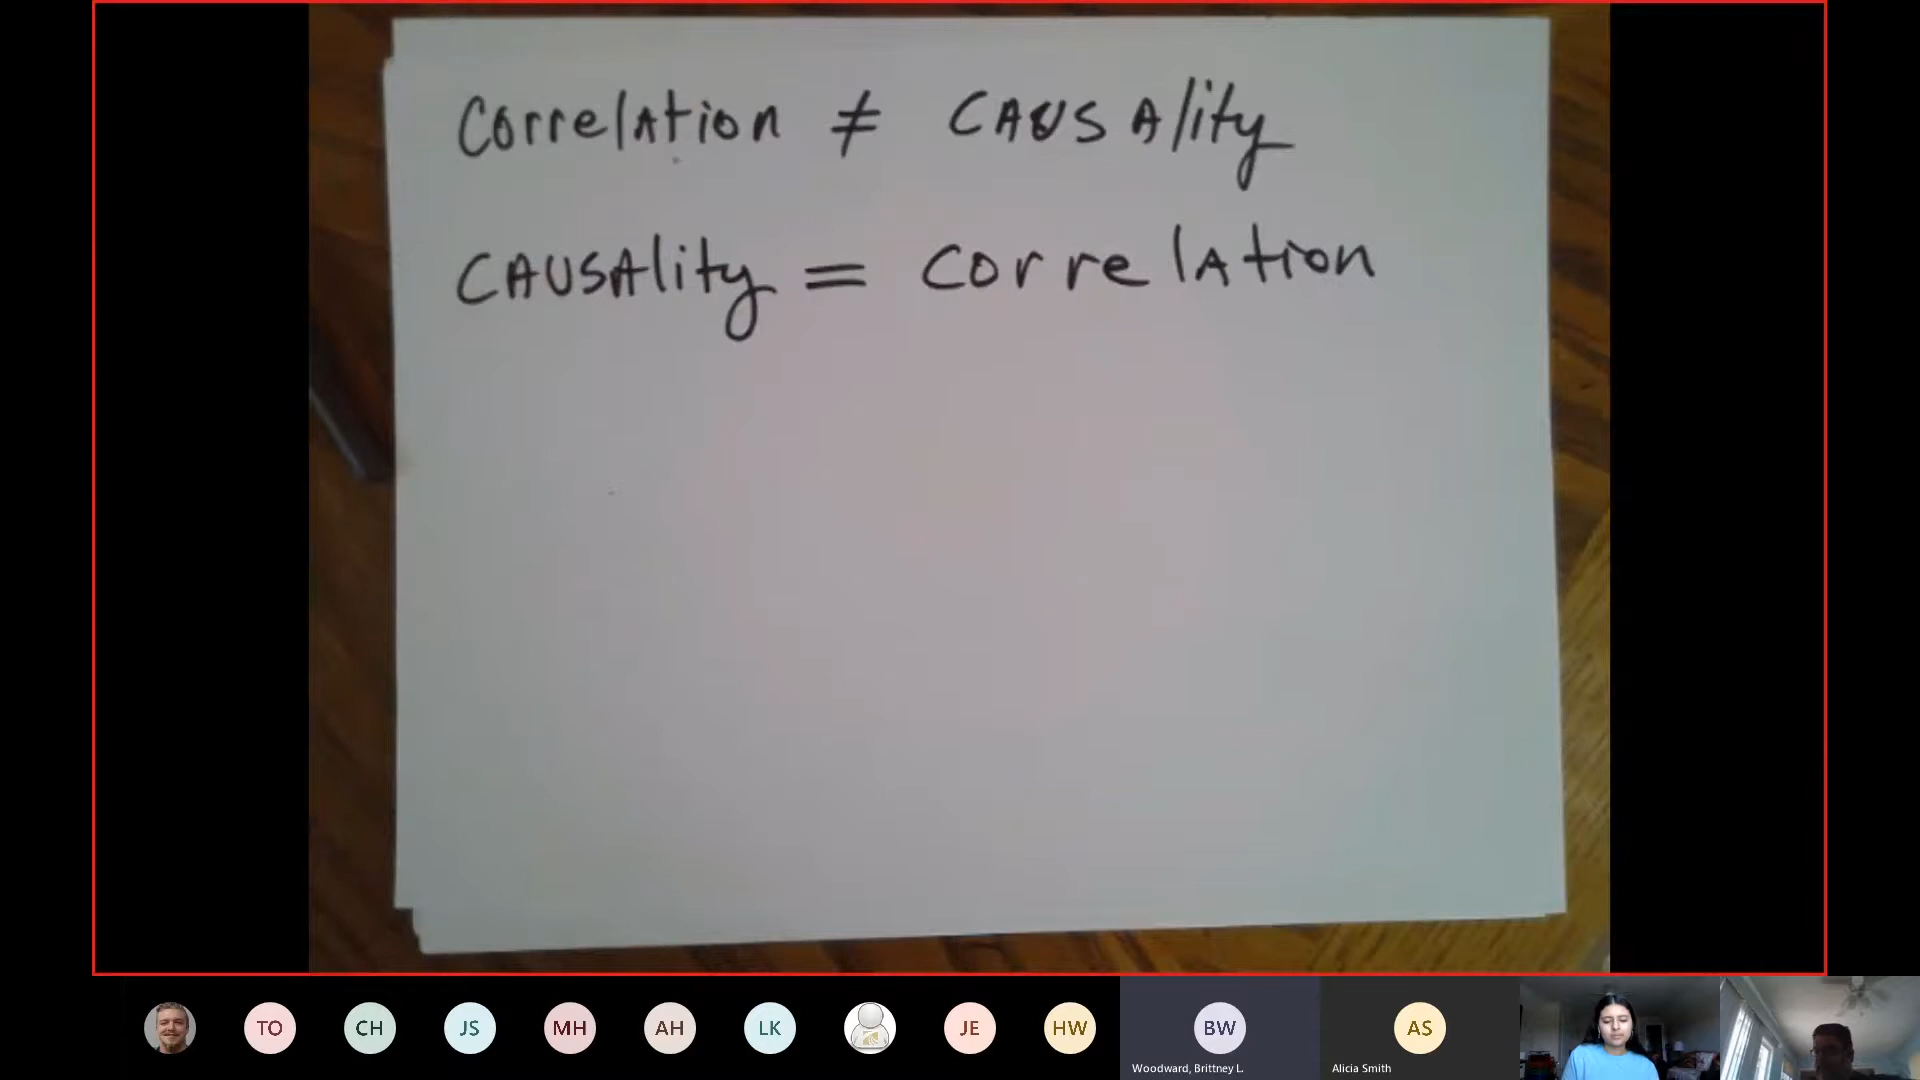 Correlation ≠ CAUSAlity
CAUSAlity = Correlation
TO CH JS MH AH LK JE HW BW AS
Woodward, Brittney L. Alicia Smith